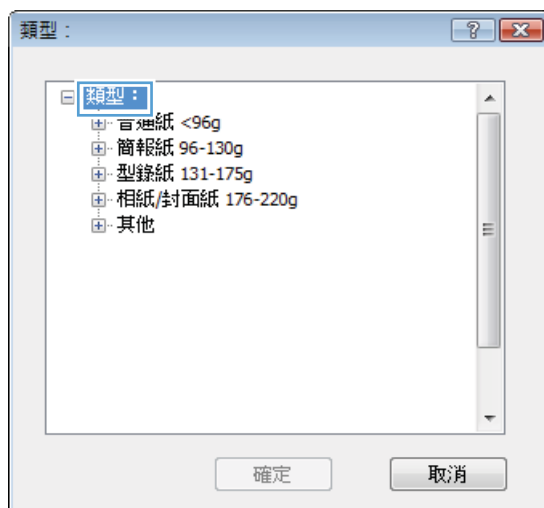 類型：
類型：
普通紙 <96g
簡報紙 96-130g
型錄紙 131-175g
相紙/封面紙 176-220g
其他
確定
取消